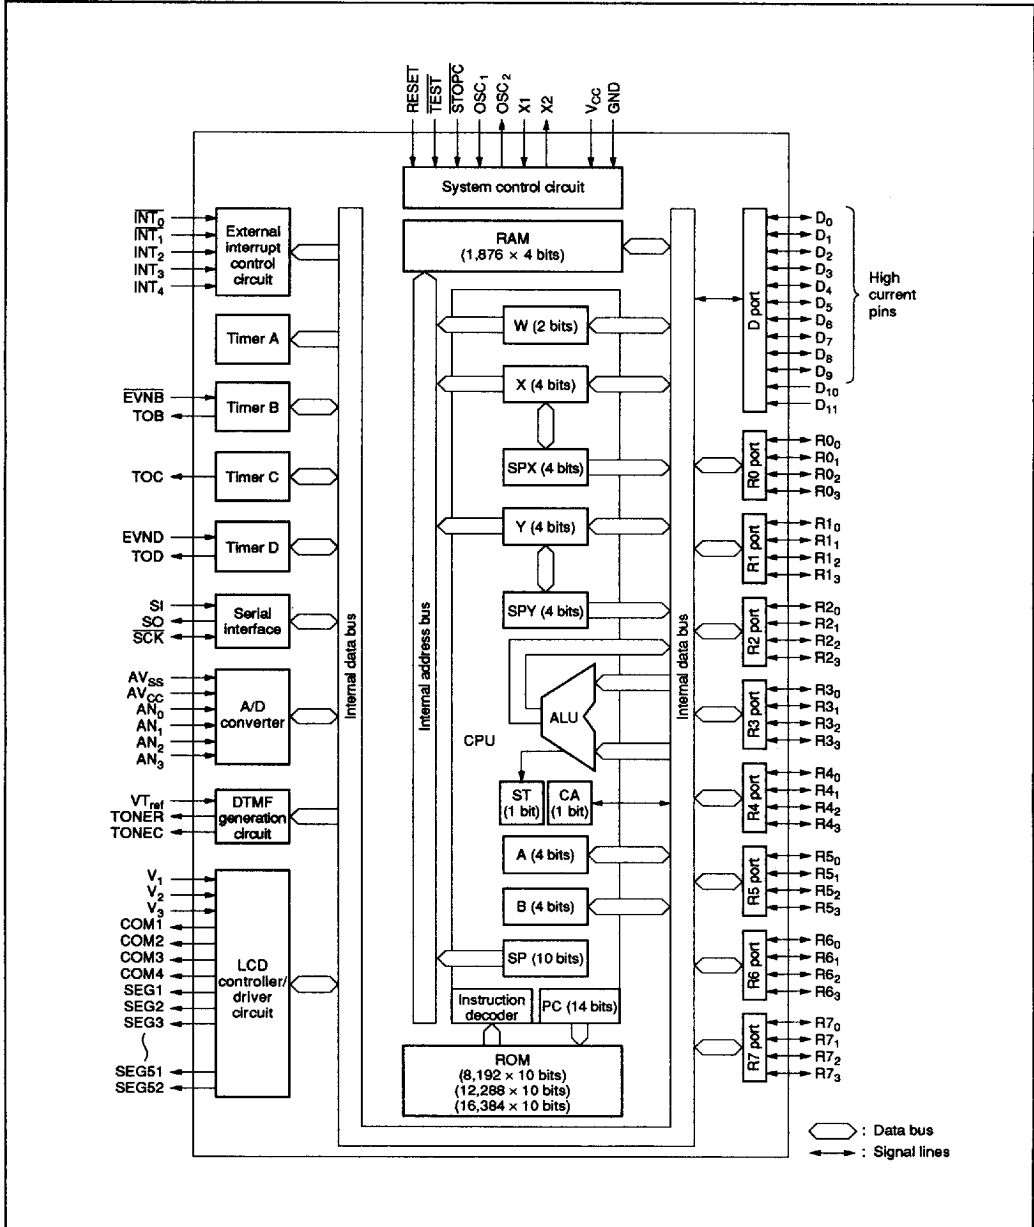 RESET
TEST
STOPC
OSC1
OSC2
X1
X2
VCC
GND
System control circuit
INT0
INT1
INT2
INT3
INT4
External
interrupt
control
circuit
Timer A
EVNB
TOB
Timer B
TOC
Timer C
EVND
TOD
Timer D
SI
SO
SCK
Serial
interface
AVSS
AVCC
AN0
AN1
AN2
AN3
A/D
converter
VTref
TONER
TONEC
DTMF
generation
circuit
V1
V2
V3
COM1
COM2
COM3
COM4
SEG1
SEG2
SEG3
SEG51
SEG52
LCD
controller/
driver
circuit
Internal data bus
Internal address bus
RAM
(1,876 × 4 bits)
W (2 bits)
X (4 bits)
SPX (4 bits)
Y (4 bits)
SPY (4 bits)
ALU
CPU
ST
(1 bit)
CA
(1 bit)
A (4 bits)
B (4 bits)
SP (10 bits)
Instruction
decoder
PC (14 bits)
ROM
(8,192 × 10 bits)
(12,288 × 10 bits)
(16,384 × 10 bits)
Internal data bus
D port
D0
D1
D2
D3
D4
D5
D6
D7
D8
D9
D10
D11
High
current
pins
R0 port
R00
R01
R02
R03
R1 port
R10
R11
R12
R13
R2 port
R20
R21
R22
R23
R3 port
R30
R31
R32
R33
R4 port
R40
R41
R42
R43
R5 port
R50
R51
R52
R53
R6 port
R60
R61
R62
R63
R7 port
R70
R71
R72
R73
: Data bus
: Signal lines